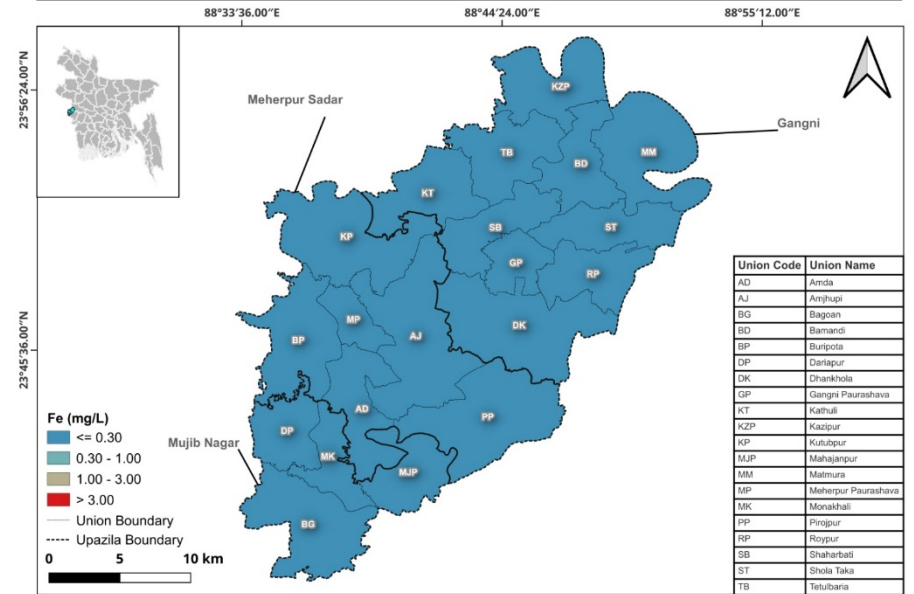 88°33′36.00″E 88°44′24.00″E 88°55′12.00″E
23°56′24.00″N
23°45′36.00″N
Meherpur Sadar
Gangni
Mujib Nagar
KZP
TB
BD
MM
KT
SB
ST
KP
GP
RP
MP
AJ
DK
BP
AD
PP
DP
MK
MJP
BG
Fe (mg/L)
<= 0.30
0.30 - 1.00
1.00 - 3.00
> 3.00
Union Boundary
Upazila Boundary
0 5 10 km
Union Code Union Name
AD Amda
AJ Amjhupi
BG Bagoan
BD Bamandi
BP Buripota
DP Dariapur
DK Dhankhola
GP Gangni Paurashava
KT Kathuli
KZP Kazipur
KP Kutubpur
MJP Mahajanpur
MM Matmura
MP Meherpur Paurashava
MK Monakhali
PP Pirojpur
RP Roypur
SB Shaharbati
ST Shola Taka
TB Tetulbaria